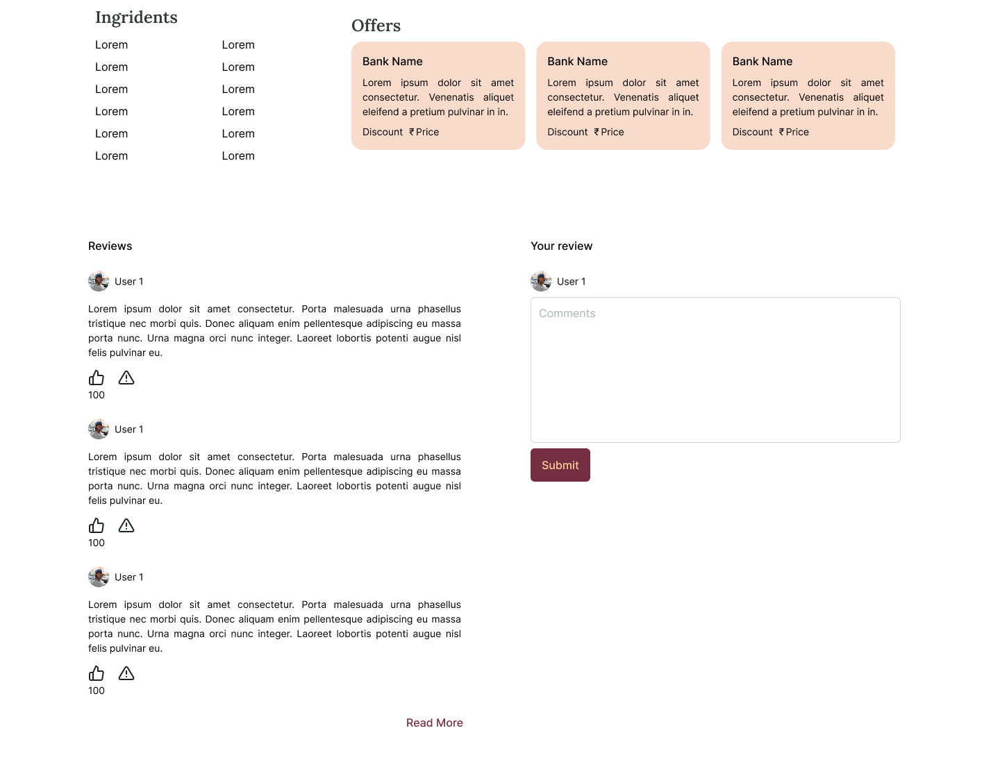 Ingridents
Lorem Lorem
Lorem Lorem
Lorem Lorem
Lorem Lorem
Lorem Lorem
Lorem Lorem
Offers
Bank Name
Lorem ipsum dolor sit amet
consectetur. Venenatis aliquet
eleifend a pretium pulvinar in in.
Discount ₹ Price
Bank Name
Lorem ipsum dolor sit amet
consectetur. Venenatis aliquet
eleifend a pretium pulvinar in in.
Discount ₹ Price
Bank Name
Lorem ipsum dolor sit amet
consectetur. Venenatis aliquet
eleifend a pretium pulvinar in in.
Discount ₹ Price
Reviews
User 1
Lorem ipsum dolor sit amet consectetur. Porta malesuada urna phasellus
tristique nec morbi quis. Donec aliquam enim pellentesque adipiscing eu massa
porta nunc. Urna magna orci nunc integer. Laoreet lobortis potenti augue nisl
felis pulvinar eu.
100
User 1
Lorem ipsum dolor sit amet consectetur. Porta malesuada urna phasellus
tristique nec morbi quis. Donec aliquam enim pellentesque adipiscing eu massa
porta nunc. Urna magna orci nunc integer. Laoreet lobortis potenti augue nisl
felis pulvinar eu.
100
User 1
Lorem ipsum dolor sit amet consectetur. Porta malesuada urna phasellus
tristique nec morbi quis. Donec aliquam enim pellentesque adipiscing eu massa
porta nunc. Urna magna orci nunc integer. Laoreet lobortis potenti augue nisl
felis pulvinar eu.
100
Read More
Your review
User 1
Comments
Submit